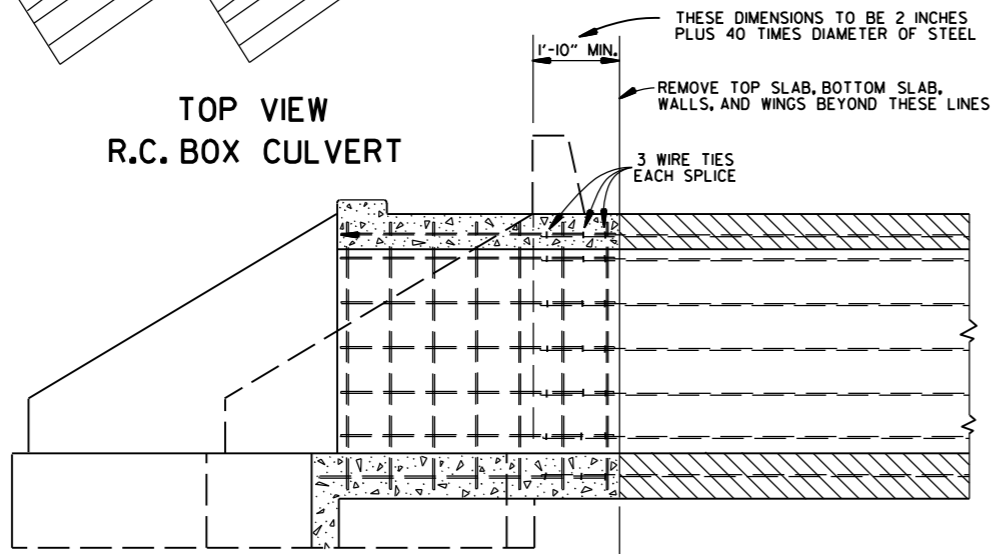 THESE DIMENSIONS TO BE 2 INCHES
PLUS 40 TIMES DIAMETER OF STEEL
1'-10" MIN.
REMOVE TOP SLAB, BOTTOM SLAB,
WALLS, AND WINGS BEYOND THESE LINES
TOP VIEW
R.C. BOX CULVERT
3 WIRE TIES
EACH SPLICE